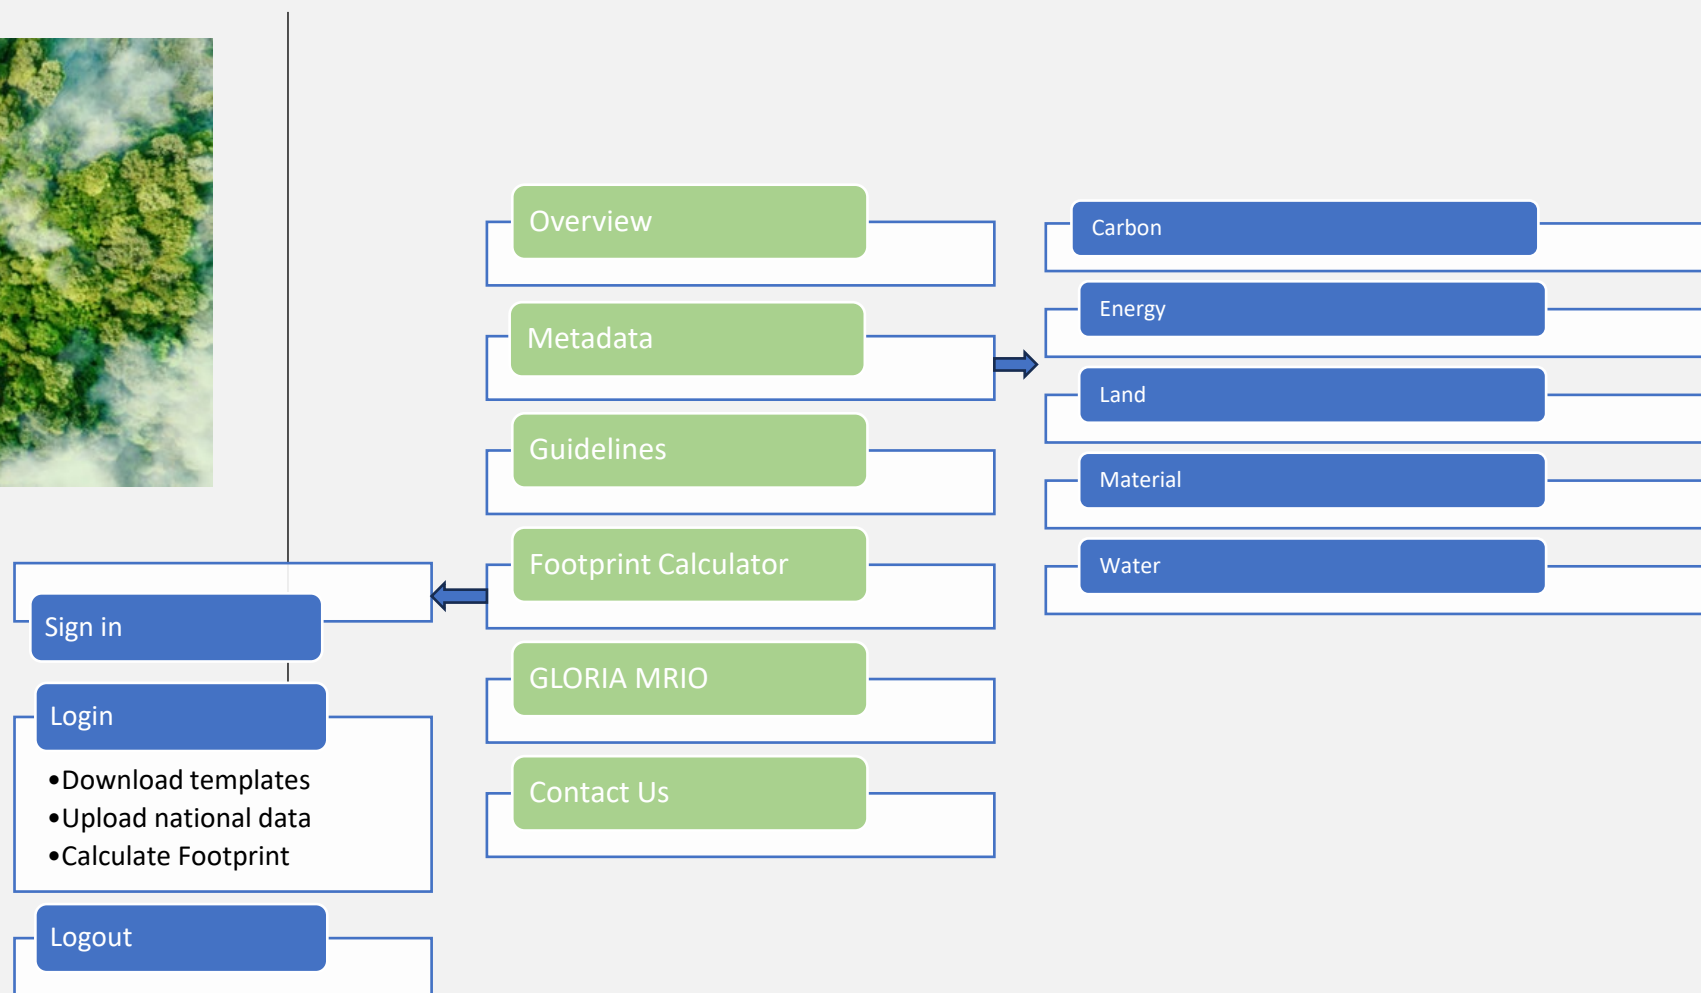 Overview
Metadata
Guidelines
Footprint Calculator
GLORIA MRIO
Contact Us
Carbon
Energy
Land
Material
Water
Sign in
Login
•Download templates
•Upload national data
•Calculate Footprint
Logout